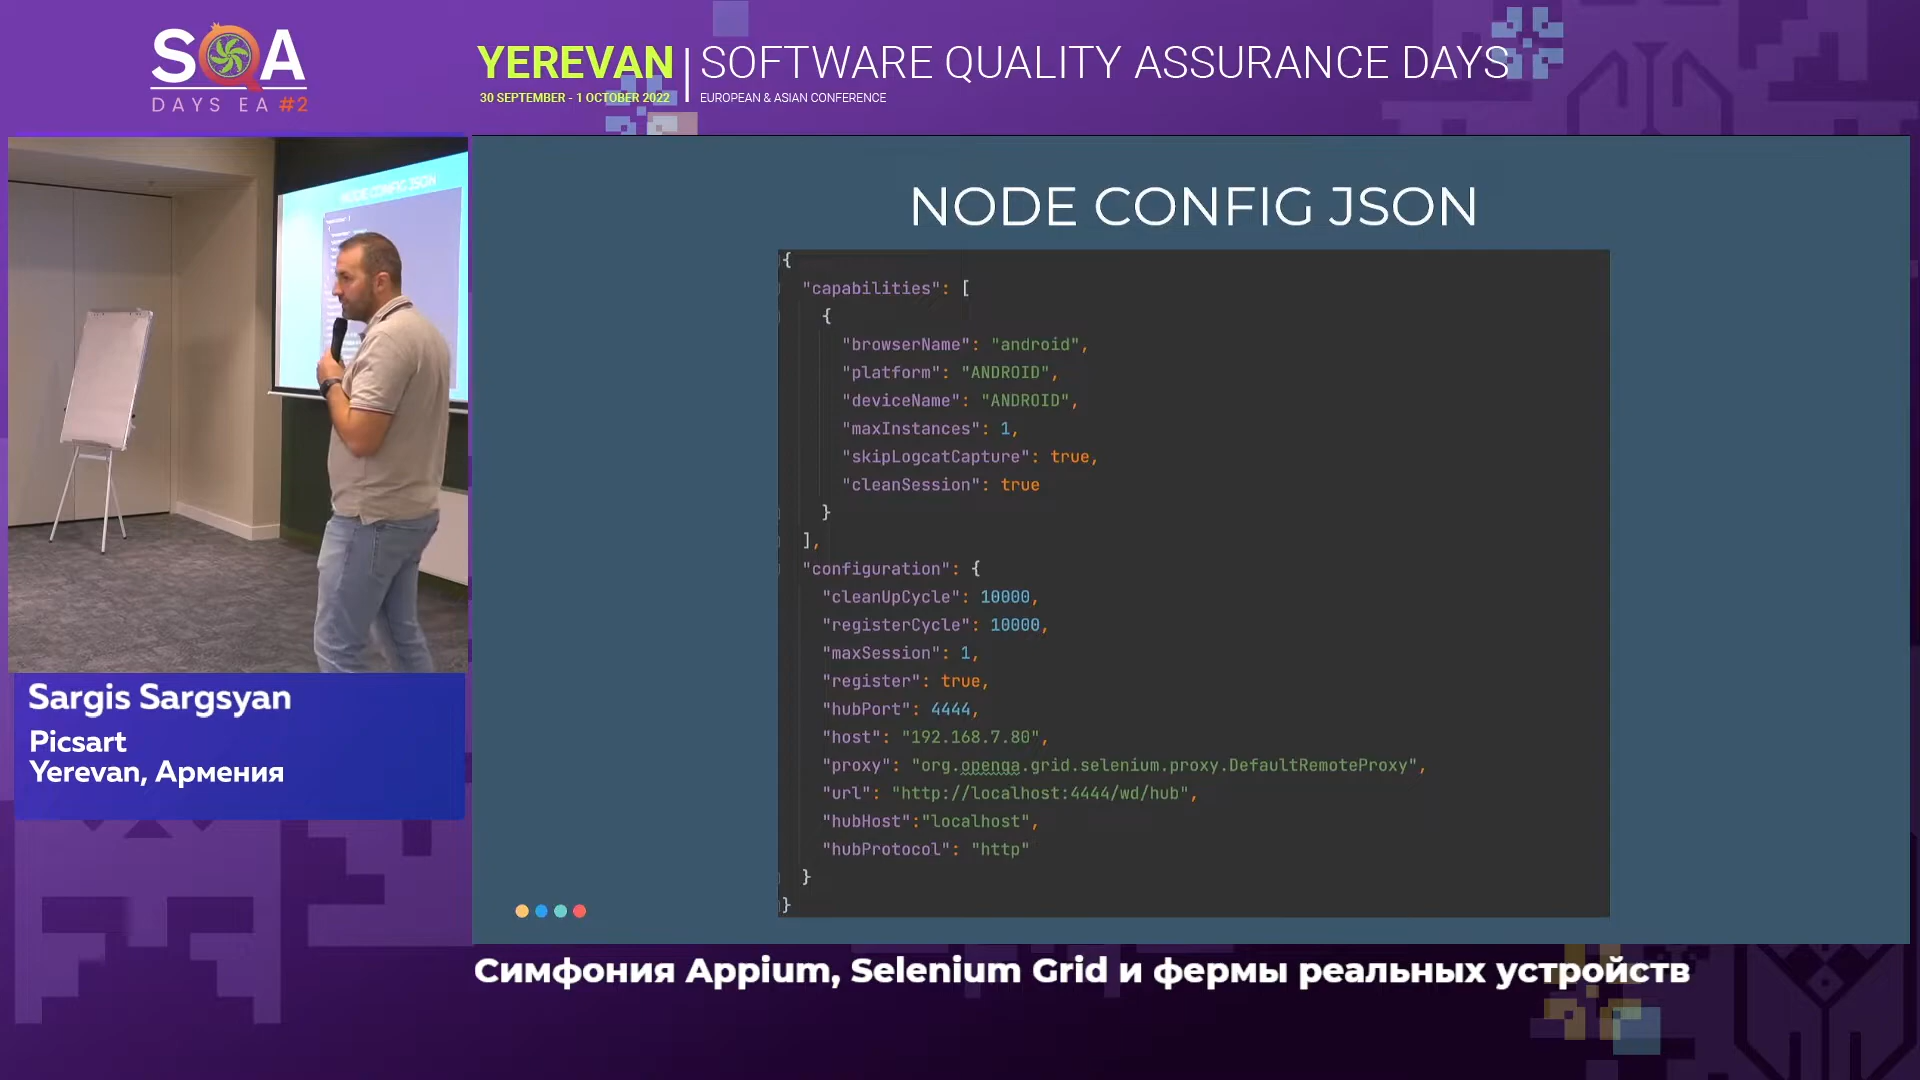 SQA
DAYS EA #2
YEREVAN
30 SEPTEMBER - 1 OCTOBER 2022
SOFTWARE QUALITY ASSURANCE DAYS
EUROPEAN & ASIAN CONFERENCE
NODE CONFIG JSON
Sargis Sargsyan
Picsart
Yerevan, Армения
NODE CONFIG JSON
{
"capabilities": [
{
"browserName": "android",
"platform": "ANDROID",
"deviceName": "ANDROID",
"maxInstances": 1,
"skipLogcatCapture": true,
"cleanSession": true
}
],
"configuration": {
"cleanUpCycle": 10000,
"registerCycle": 10000,
"maxSession": 1,
"register": true,
"hubPort": 4444,
"host": "192.168.7.80",
"proxy": "org.openqa.grid.selenium.proxy.DefaultRemoteProxy",
"url": "http://localhost:4444/wd/hub",
"hubHost":"localhost",
"hubProtocol": "http"
}
}
Симфония Appium, Selenium Grid и фермы реальных устройств